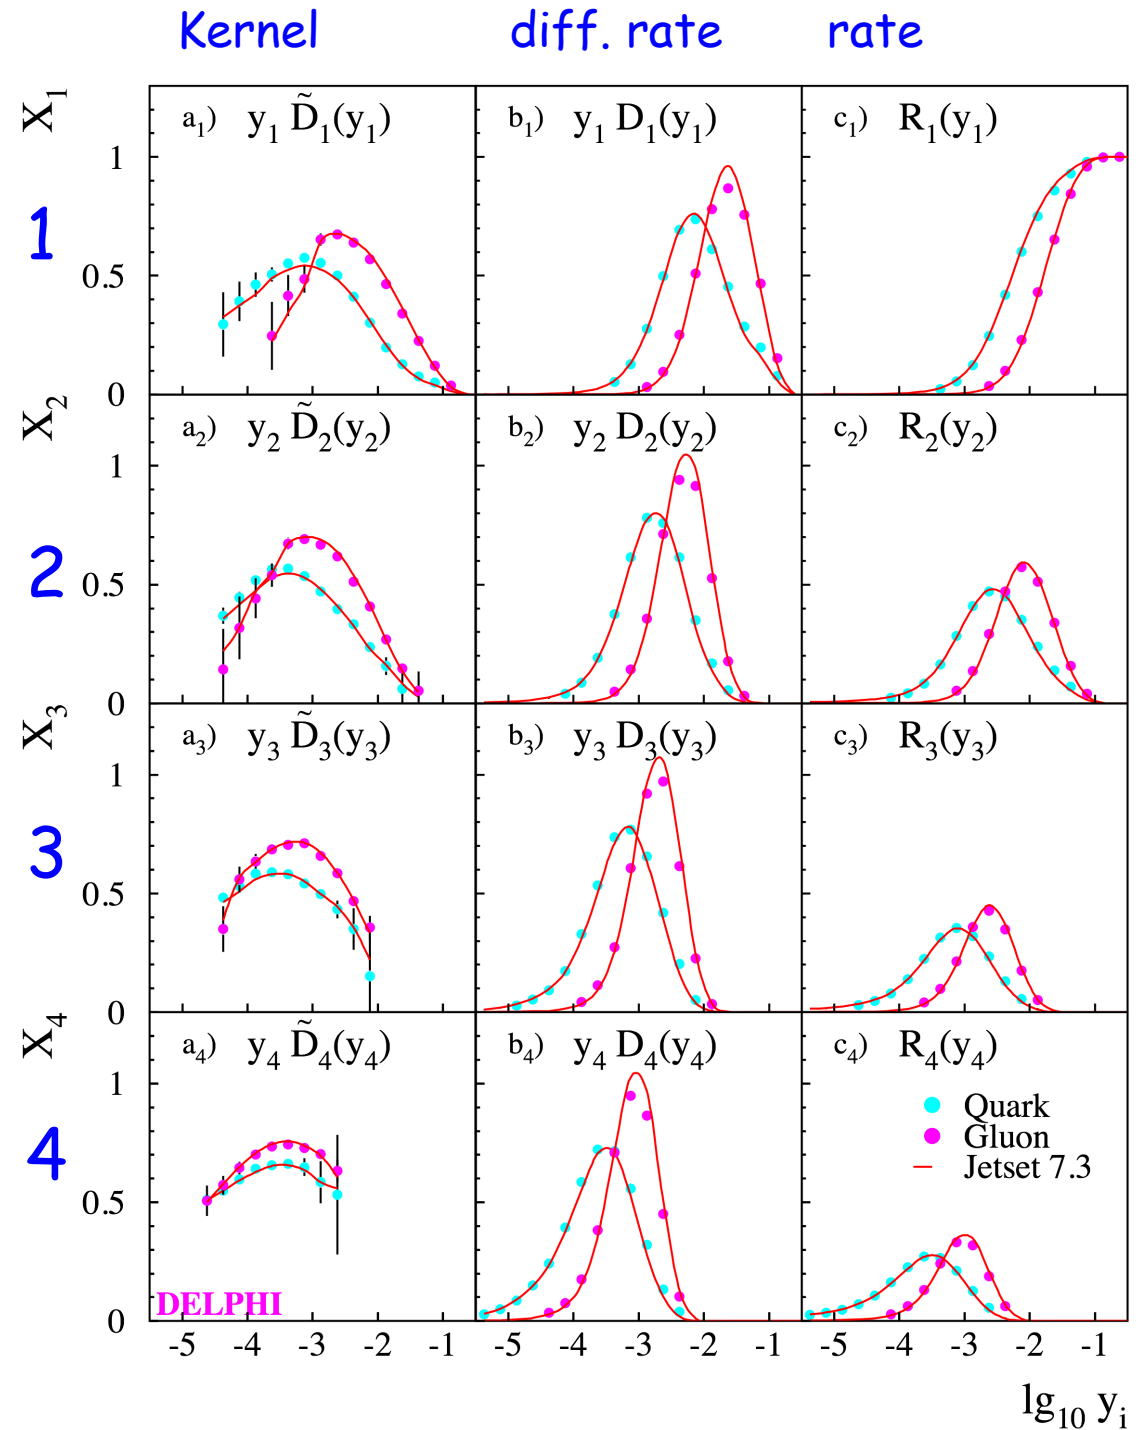 Kernel diff. rate rate
X1 1 a1) y1 D̃1(y1) b1) y1 D1(y1) c1) R1(y1)
1
0.5
0
X2 2 a2) y2 D̃2(y2) b2) y2 D2(y2) c2) R2(y2)
1
0.5
0
X3 3 a3) y3 D̃3(y3) b3) y3 D3(y3) c3) R3(y3)
1
0.5
0
X4 4 a4) y4 D̃4(y4) b4) y4 D4(y4) c4) R4(y4)
1
0.5
0
Quark
Gluon
Jetset 7.3
DELPHI
-5 -4 -3 -2 -1 -5 -4 -3 -2 -1 -5 -4 -3 -2 -1
lg10 yi